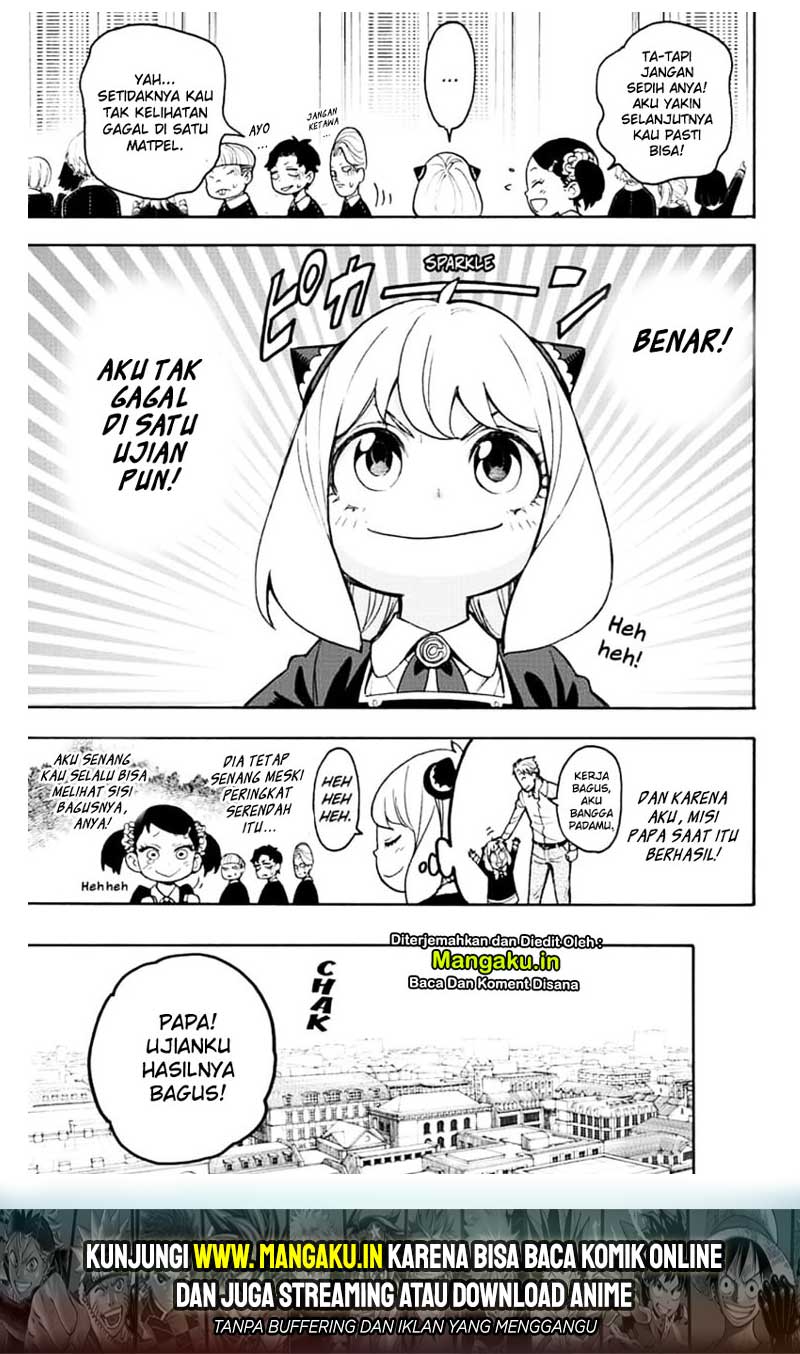 TA-TAPI
JANGAN
SEDIH ANYA!
AKU YAKIN
SELANJUTNYA
KAU PASTI
BISA!
...
JANGAN
KETAWA
...
AYO
...
YAH...
SETIDAKNYA KAU
TAK KELIHATAN
GAGAL DI SATU
MATPEL.
ピカーーン
SPARKLE
BENAR!
AKU TAK
GAGAL
DI SATU
UJIAN
PUN!
Heh
heh!
DAN KARENA
AKU, MISI
PAPA SAAT ITU
BERHASIL!
KERJA
BAGUS,
AKU
BANGGA
PADAMU.
HEH
HEH
HEH.
DIA TETAP
SENANG MESKI
PERINGKAT
SERENDAH
ITU...
AKU SENANG
KAU SELALU BISA
MELIHAT SISI
BAGUSNYA,
ANYA!
Heh heh
Diterjemahkan dan Diedit Oleh :
Mangaku.in
Baca Dan Koment Disana
CHAK
PAPA!
UJIANKU
HASILNYA
BAGUS!
KUNJUNGI WWW. MANGAKU.IN KARENA BISA BACA KOMIK ONLINE
DAN JUGA STREAMING ATAU DOWNLOAD ANIME
TANPA BUFFERING DAN IKLAN YANG MENGGANGU